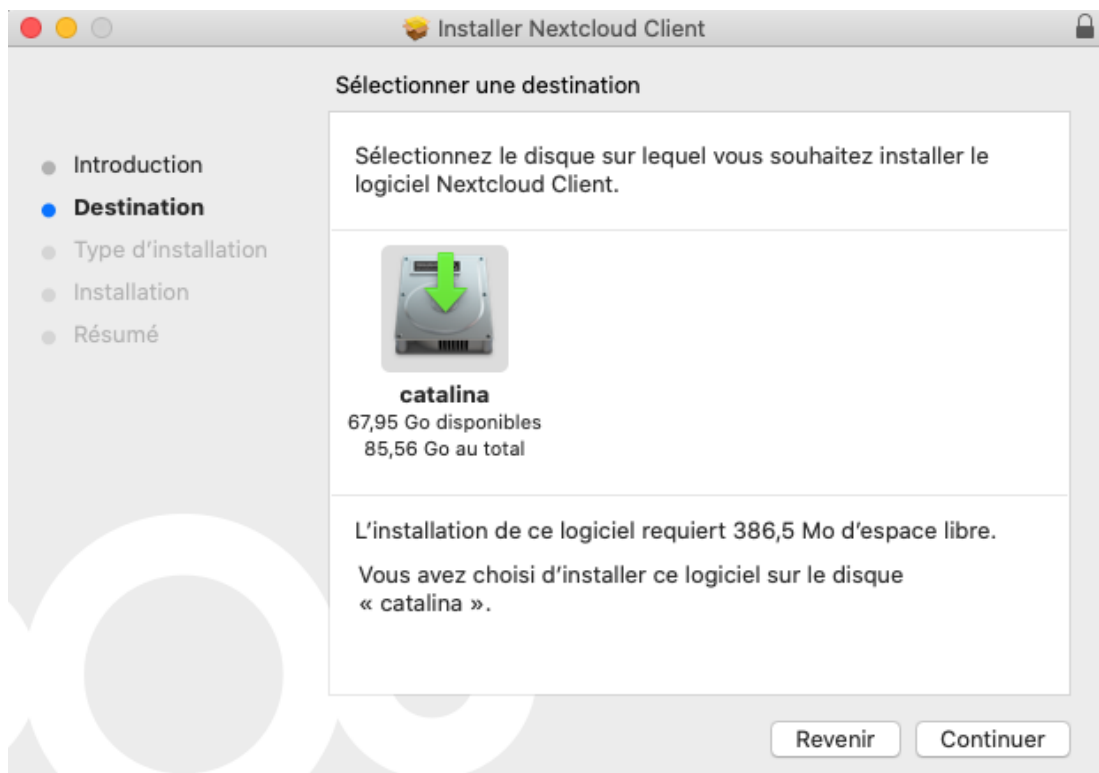 Installer Nextcloud Client
Sélectionner une destination
Introduction
Destination
Type d’installation
Installation
Résumé
Sélectionnez le disque sur lequel vous souhaitez installer le
logiciel Nextcloud Client.
catalina
67,95 Go disponibles
85,56 Go au total
L’installation de ce logiciel requiert 386,5 Mo d’espace libre.
Vous avez choisi d’installer ce logiciel sur le disque
« catalina ».
Revenir
Continuer